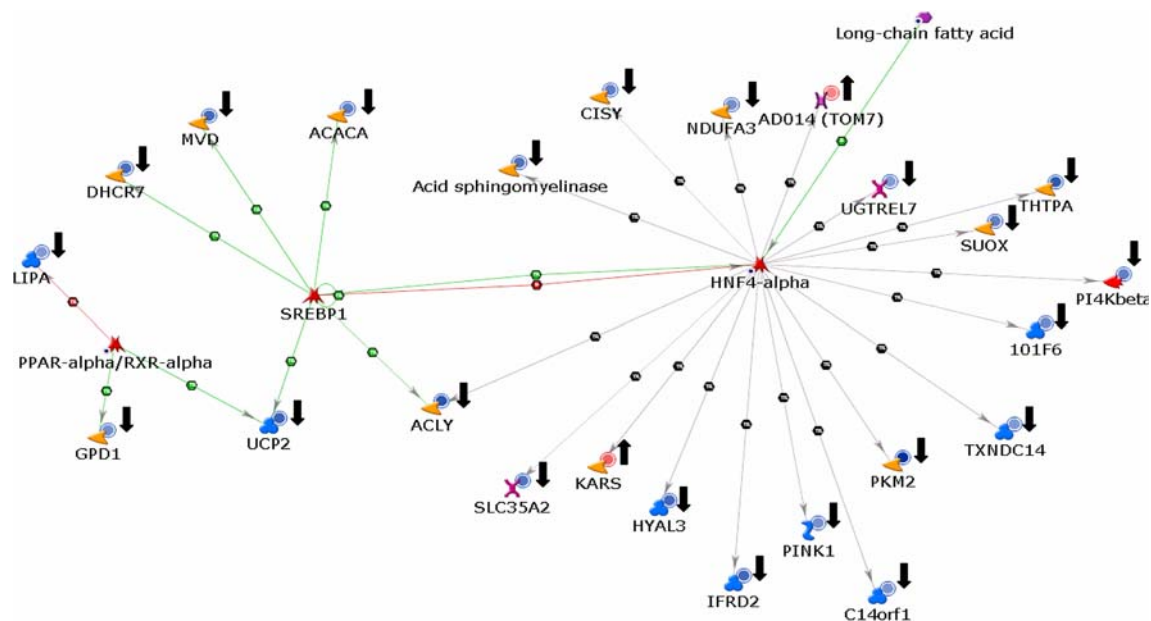 Long-chain fatty acid
CISY
NDUFA3
AD014 (TOM7)
MVD
ACACA
DHCR7
Acid sphingomyelinase
UGTREL7
THTPA
SUOX
LIPA
HNF4-alpha
PI4Kbeta
SREBP1
101F6
PPAR-alpha/RXR-alpha
GPD1
UCP2
ACLY
TXNDC14
SLC35A2
KARS
PKM2
HYAL3
PINK1
IFRD2
C14orf1